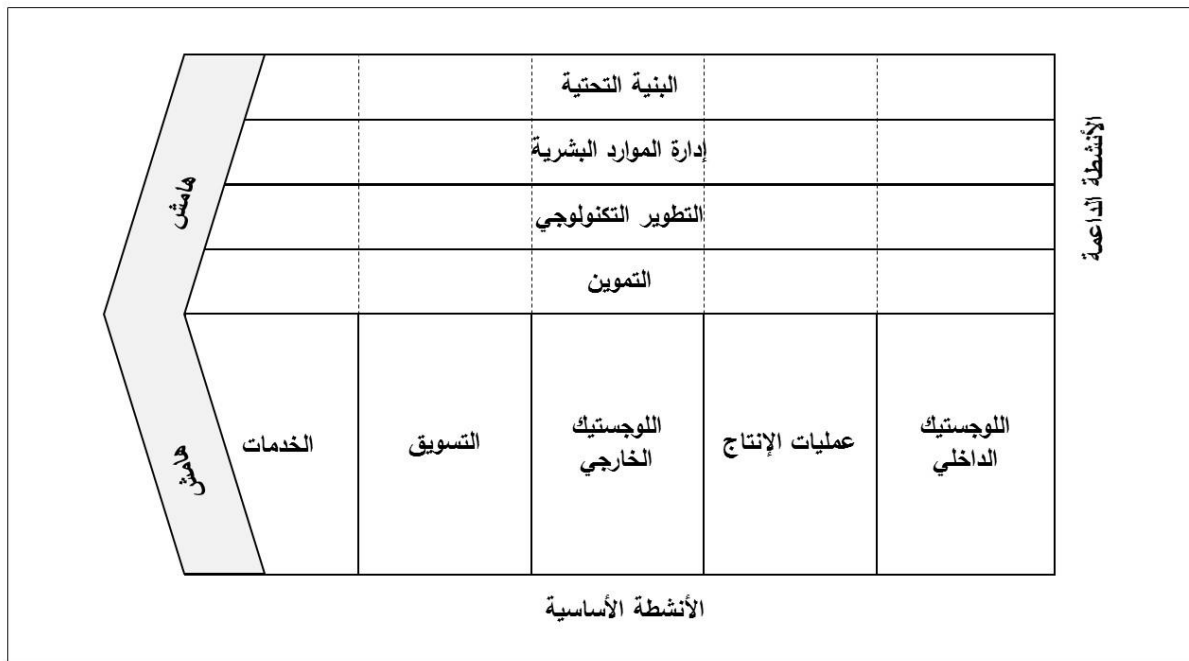 البنية التحتية
إدارة الموارد البشرية
التطوير التكنولوجي
التموين
الأنشطة الداعمة
هامش
اللوجستيك
الداخلي
عمليات الإنتاج
اللوجستيك
الخارجي
التسويق
الخدمات
هامش
الأنشطة الأساسية